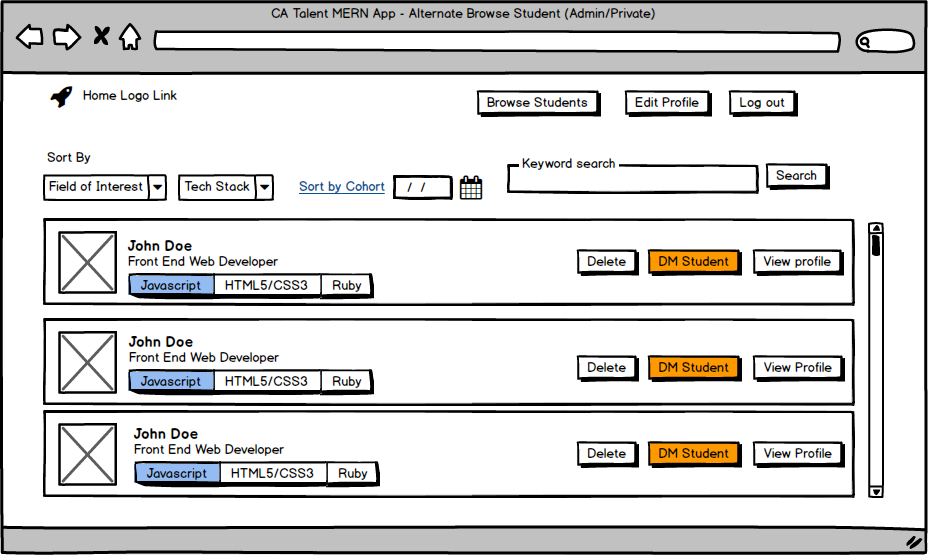 CA Talent MERN App - Alternate Browse Student (Admin/Private)
Home Logo Link
Browse Students
Edit Profile
Log out
Sort By
Field of Interest
Tech Stack
Sort by Cohort
/ /
Keyword search
Search
John Doe
Front End Web Developer
Javascript
HTML5/CSS3
Ruby
Delete
DM Student
View profile
John Doe
Front End Web Developer
Javascript
HTML5/CSS3
Ruby
Delete
DM Student
View Profile
John Doe
Front End Web Developer
Javascript
HTML5/CSS3
Ruby
Delete
DM Student
View Profile